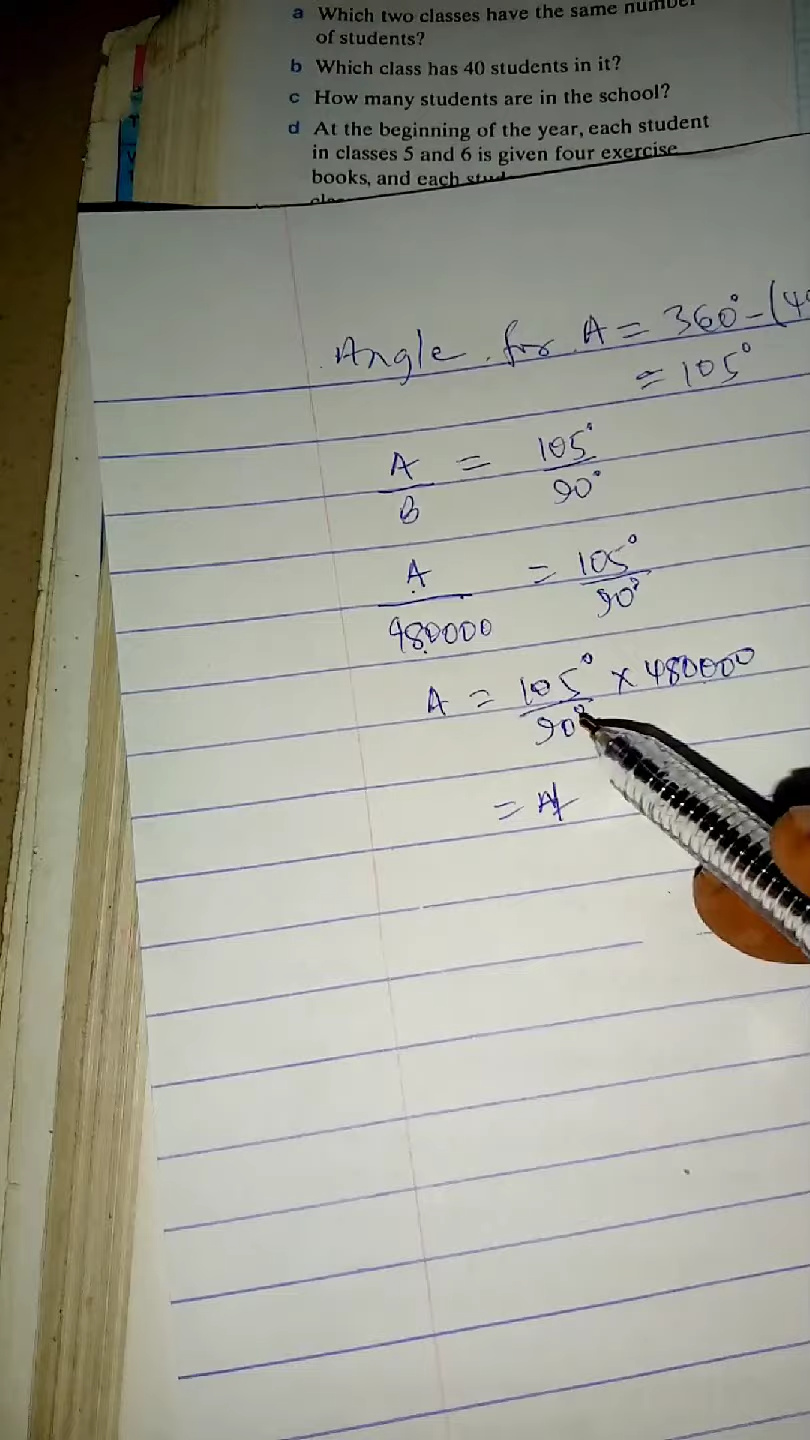 a Which two classes have the same number
of students?
b Which class has 40 students in it?
c How many students are in the school?
d At the beginning of the year, each student
in classes 5 and 6 is given four exercise
books, and each
Angle for A = 360° - (4
= 105°
A/B = 105°/90°
A/480000 = 105°/90°
A = 105°/90° × 480000
= A